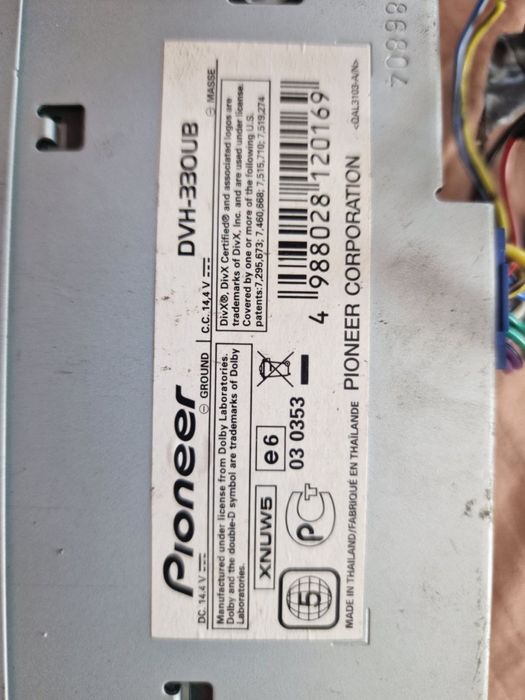 Pioneer DVH-330UB
DC. 14.4 V ⊖ GROUND C.C. 14,4 V ⊖ MASSE
Manufactured under license from Dolby Laboratories.
Dolby and the double-D symbol are trademarks of Dolby
Laboratories.
DivX®, DivX Certified® and associated logos are
trademarks of DivX, Inc. and are used under license.
Covered by one or more of the following U.S.
patents:7,295,673; 7,460,668; 7,515,710; 7,519,274
XNUW5 e6
5 PCT 03 0353
4 988028 120169
MADE IN THAILAND/FABRIQUÉ EN THAÏLANDE PIONEER CORPORATION <QAL3103-A/N>
70898